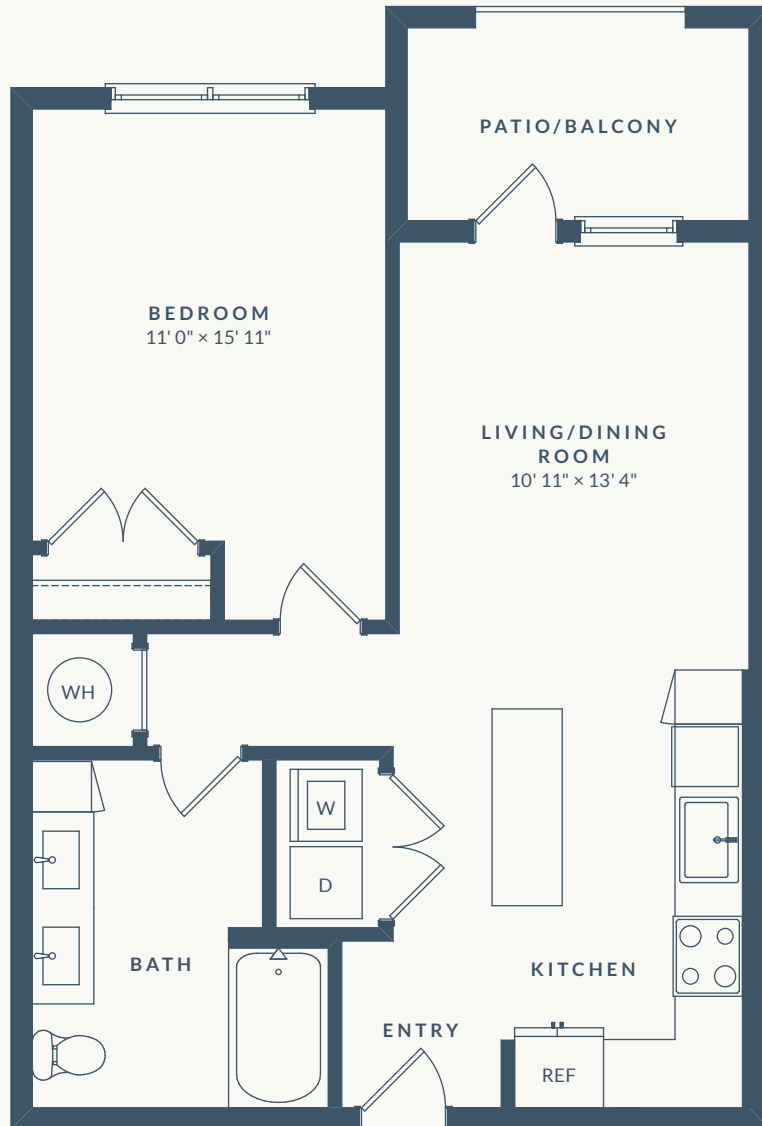 PATIO/BALCONY
BEDROOM
11' 0" × 15' 11"
LIVING/DINING
ROOM
10' 11" × 13' 4"
WH
W
D
BATH
KITCHEN
ENTRY
REF